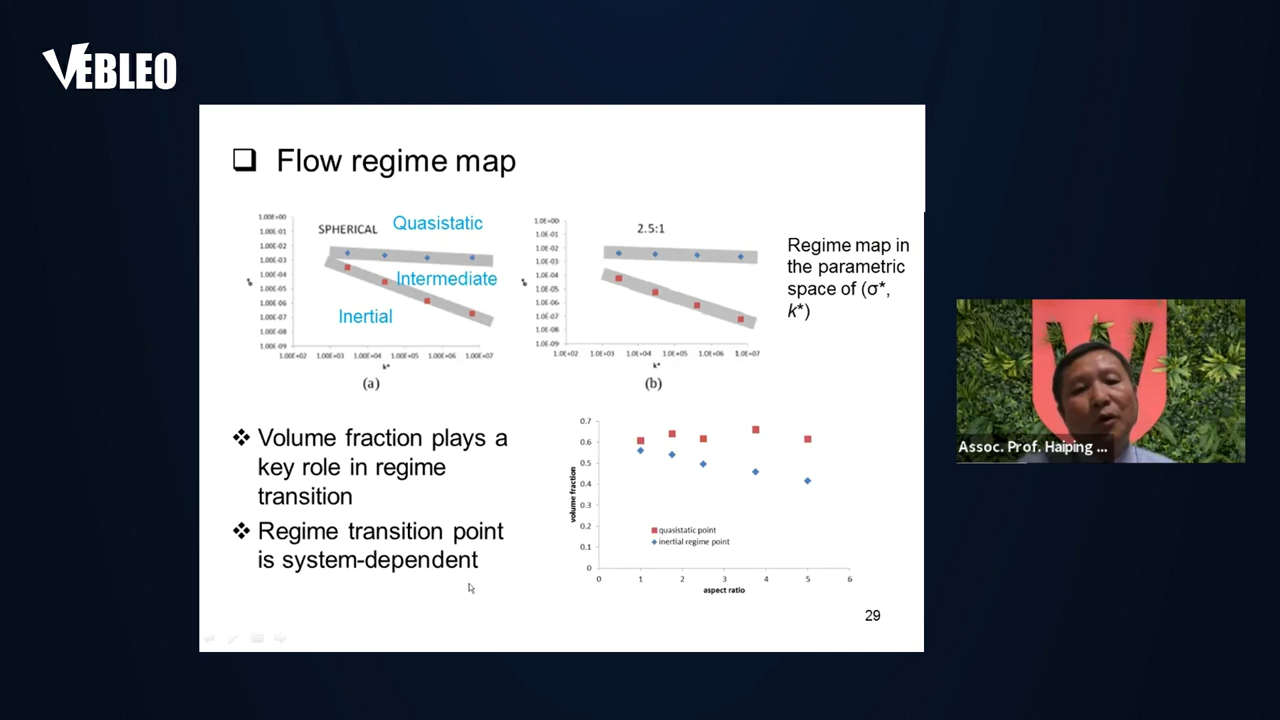 VEBLEO
Flow regime map
SPHERICAL
Quasistatic
Intermediate
Inertial
1.00E+00
1.00E-01
1.00E-02
1.00E-03
1.00E-04
1.00E-05
1.00E-06
1.00E-07
1.00E-08
1.00E-09
1.00E+02 1.00E+03 1.00E+04 1.00E+05 1.00E+06 1.00E+07
k*
(a)
2.5:1
1.0E+00
1.0E-01
1.0E-02
1.0E-03
1.0E-04
1.0E-05
1.0E-06
1.0E-07
1.0E-08
1.0E-09
1.0E+02 1.0E+03 1.0E+04 1.0E+05 1.0E+06 1.0E+07
k*
(b)
Regime map in
the parametric
space of (σ*,
k*)
Volume fraction plays a
key role in regime
transition
Regime transition point
is system-dependent
volume fraction
0.7
0.6
0.5
0.4
0.3
0.2
0.1
0
quasistatic point
inertial regime point
0 1 2 3 4 5 6
aspect ratio
29
W
Assoc. Prof. Haiping ...